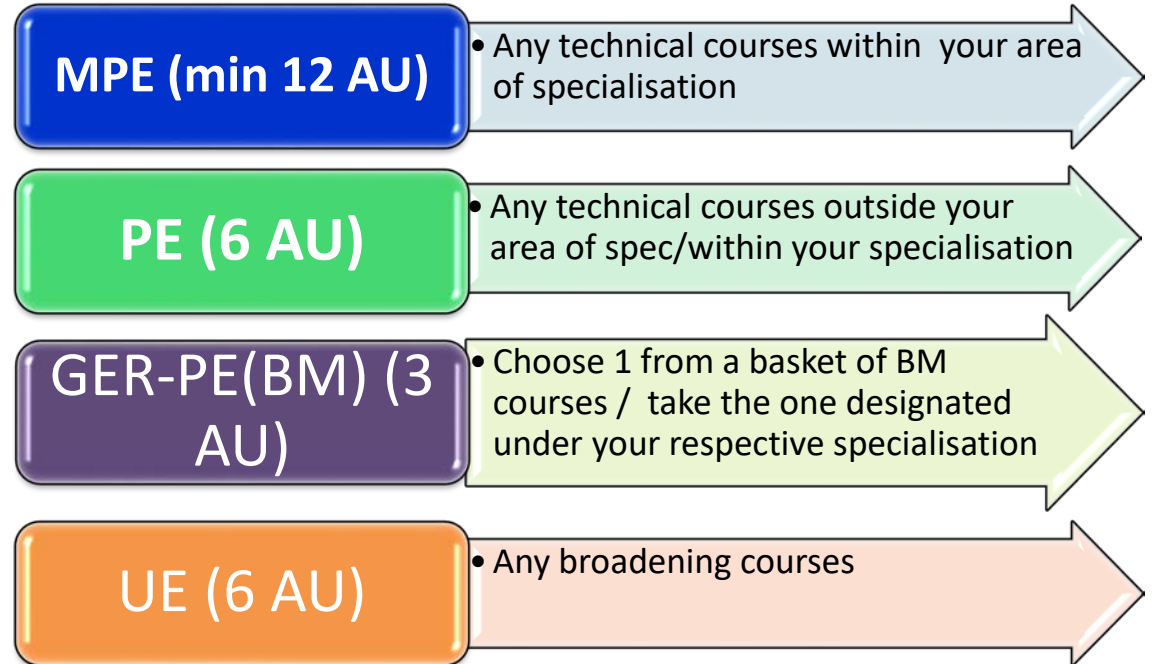 MPE (min 12 AU)
• Any technical courses within your area
of specialisation
PE (6 AU)
• Any technical courses outside your
area of spec/within your specialisation
GER-PE(BM) (3
AU)
• Choose 1 from a basket of BM
courses / take the one designated
under your respective specialisation
UE (6 AU)
• Any broadening courses